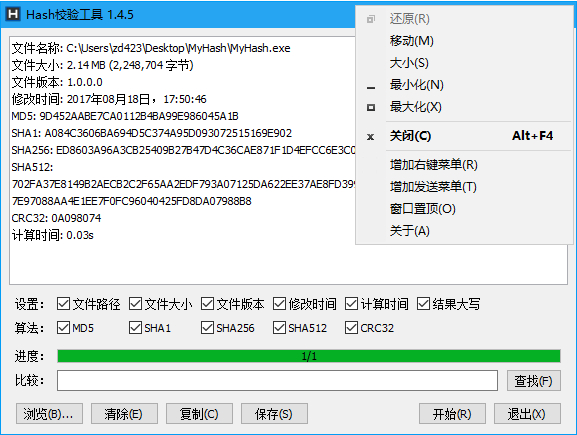 Hash校验工具 1.4.5
文件名称: C:\Users\zd423\Desktop\MyHash\MyHash.exe
文件大小: 2.14 MB (2,248,704 字节)
文件版本: 1.0.0.0
修改时间: 2017年08月18日，17:50:46
MD5: 9D452AABE7CA0112B4BA99E986045A1B
SHA1: A084C3606BA694D5C374A95D093072515169E902
SHA256: ED8603A96A3CB25409B27B47D4C36CAE871F1D4EFCC6E3C0
SHA512:
702FA37E8149B2AECB2C2F65AA2EDF793A07125DA622EE37AE8FD399
7E97088AA4E1EE7F0FC96040425FD8DA07988B8
CRC32: 0A098074
计算时间: 0.03s
还原(R)
移动(M)
大小(S)
最小化(N)
最大化(X)
关闭(C) Alt+F4
增加右键菜单(R)
增加发送菜单(T)
窗口置顶(O)
关于(A)
设置: 文件路径 文件大小 文件版本 修改时间 计算时间 结果大写
算法: MD5 SHA1 SHA256 SHA512 CRC32
进度: 1/1
比较: 查找(F)
浏览(B)... 清除(E) 复制(C) 保存(S) 开始(R) 退出(X)